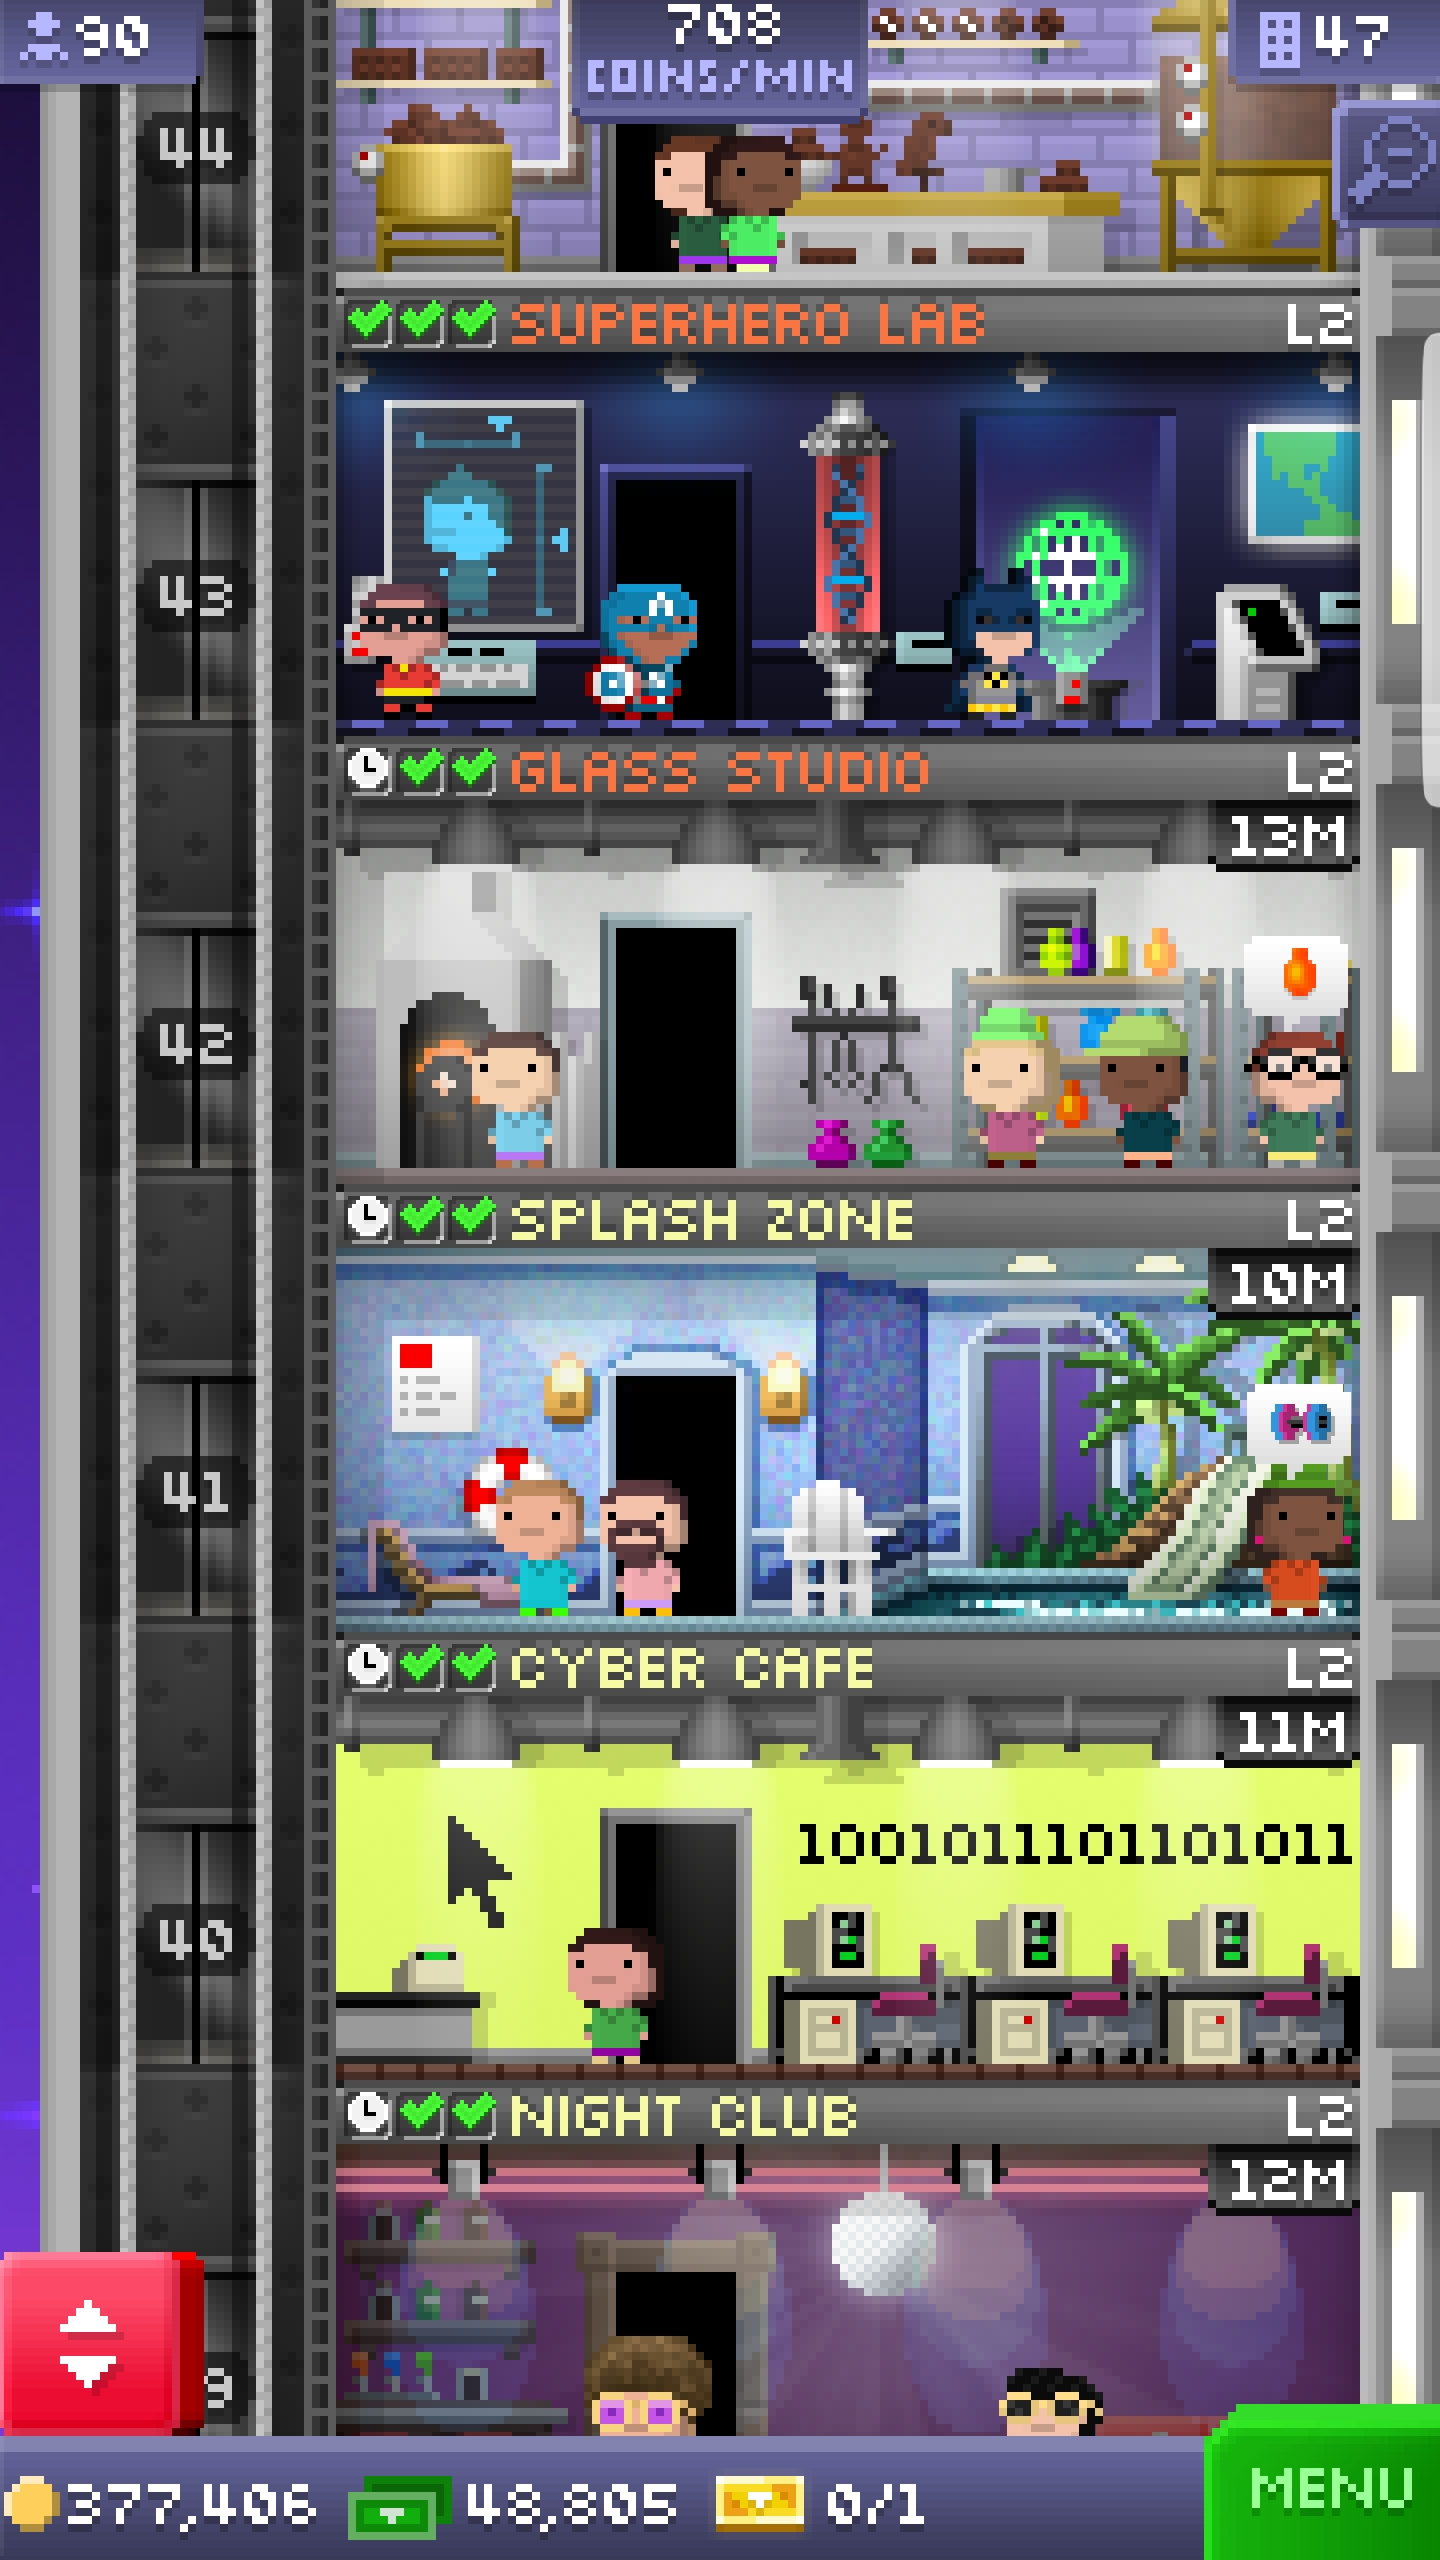 90
708
COINS/MIN
47
44
SUPERHERO LAB L2
43
GLASS STUDIO L2
13M
42
SPLASH ZONE L2
10M
41
CYBER CAFE L2
11M
1001011101101011
40
NIGHT CLUB L2
12M
9
377,406 48,805 0/1
MENU